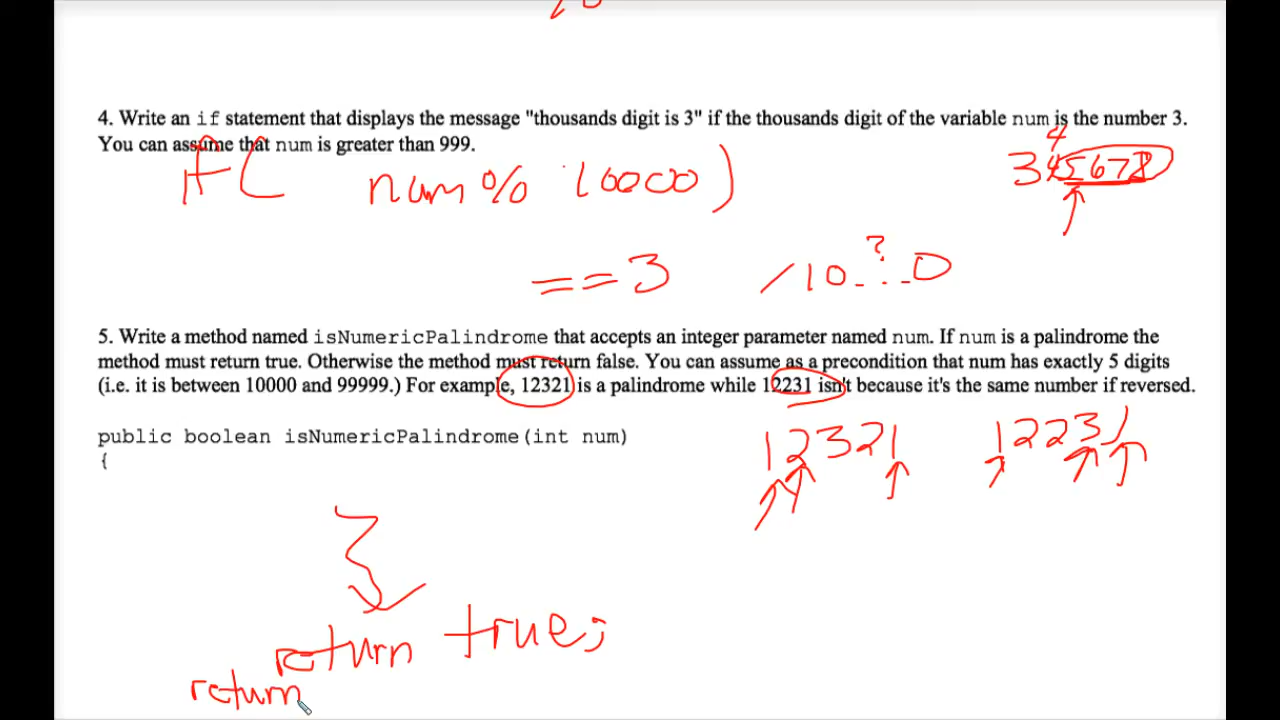 4. Write an if statement that displays the message "thousands digit is 3" if the thousands digit of the variable num is the number 3.
You can assume that num is greater than 999.
if( num % 10000)
== 3 /10...0
?
4
3 5678
5. Write a method named isNumericPalindrome that accepts an integer parameter named num. If num is a palindrome the
method must return true. Otherwise the method must return false. You can assume as a precondition that num has exactly 5 digits
(i.e. it is between 10000 and 99999.) For example, 12321 is a palindrome while 12231 isn't because it's the same number if reversed.
public boolean isNumericPalindrome(int num)
{
12321 12231
return true;
return